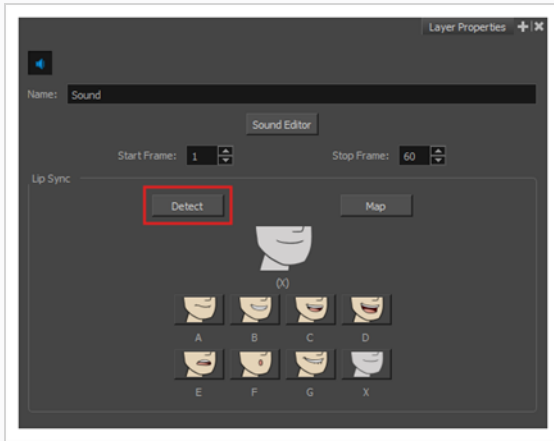 Layer Properties
Name: Sound
Sound Editor
Start Frame: 1 Stop Frame: 60
Lip Sync
Detect Map
(X)
A B C D
E F G X